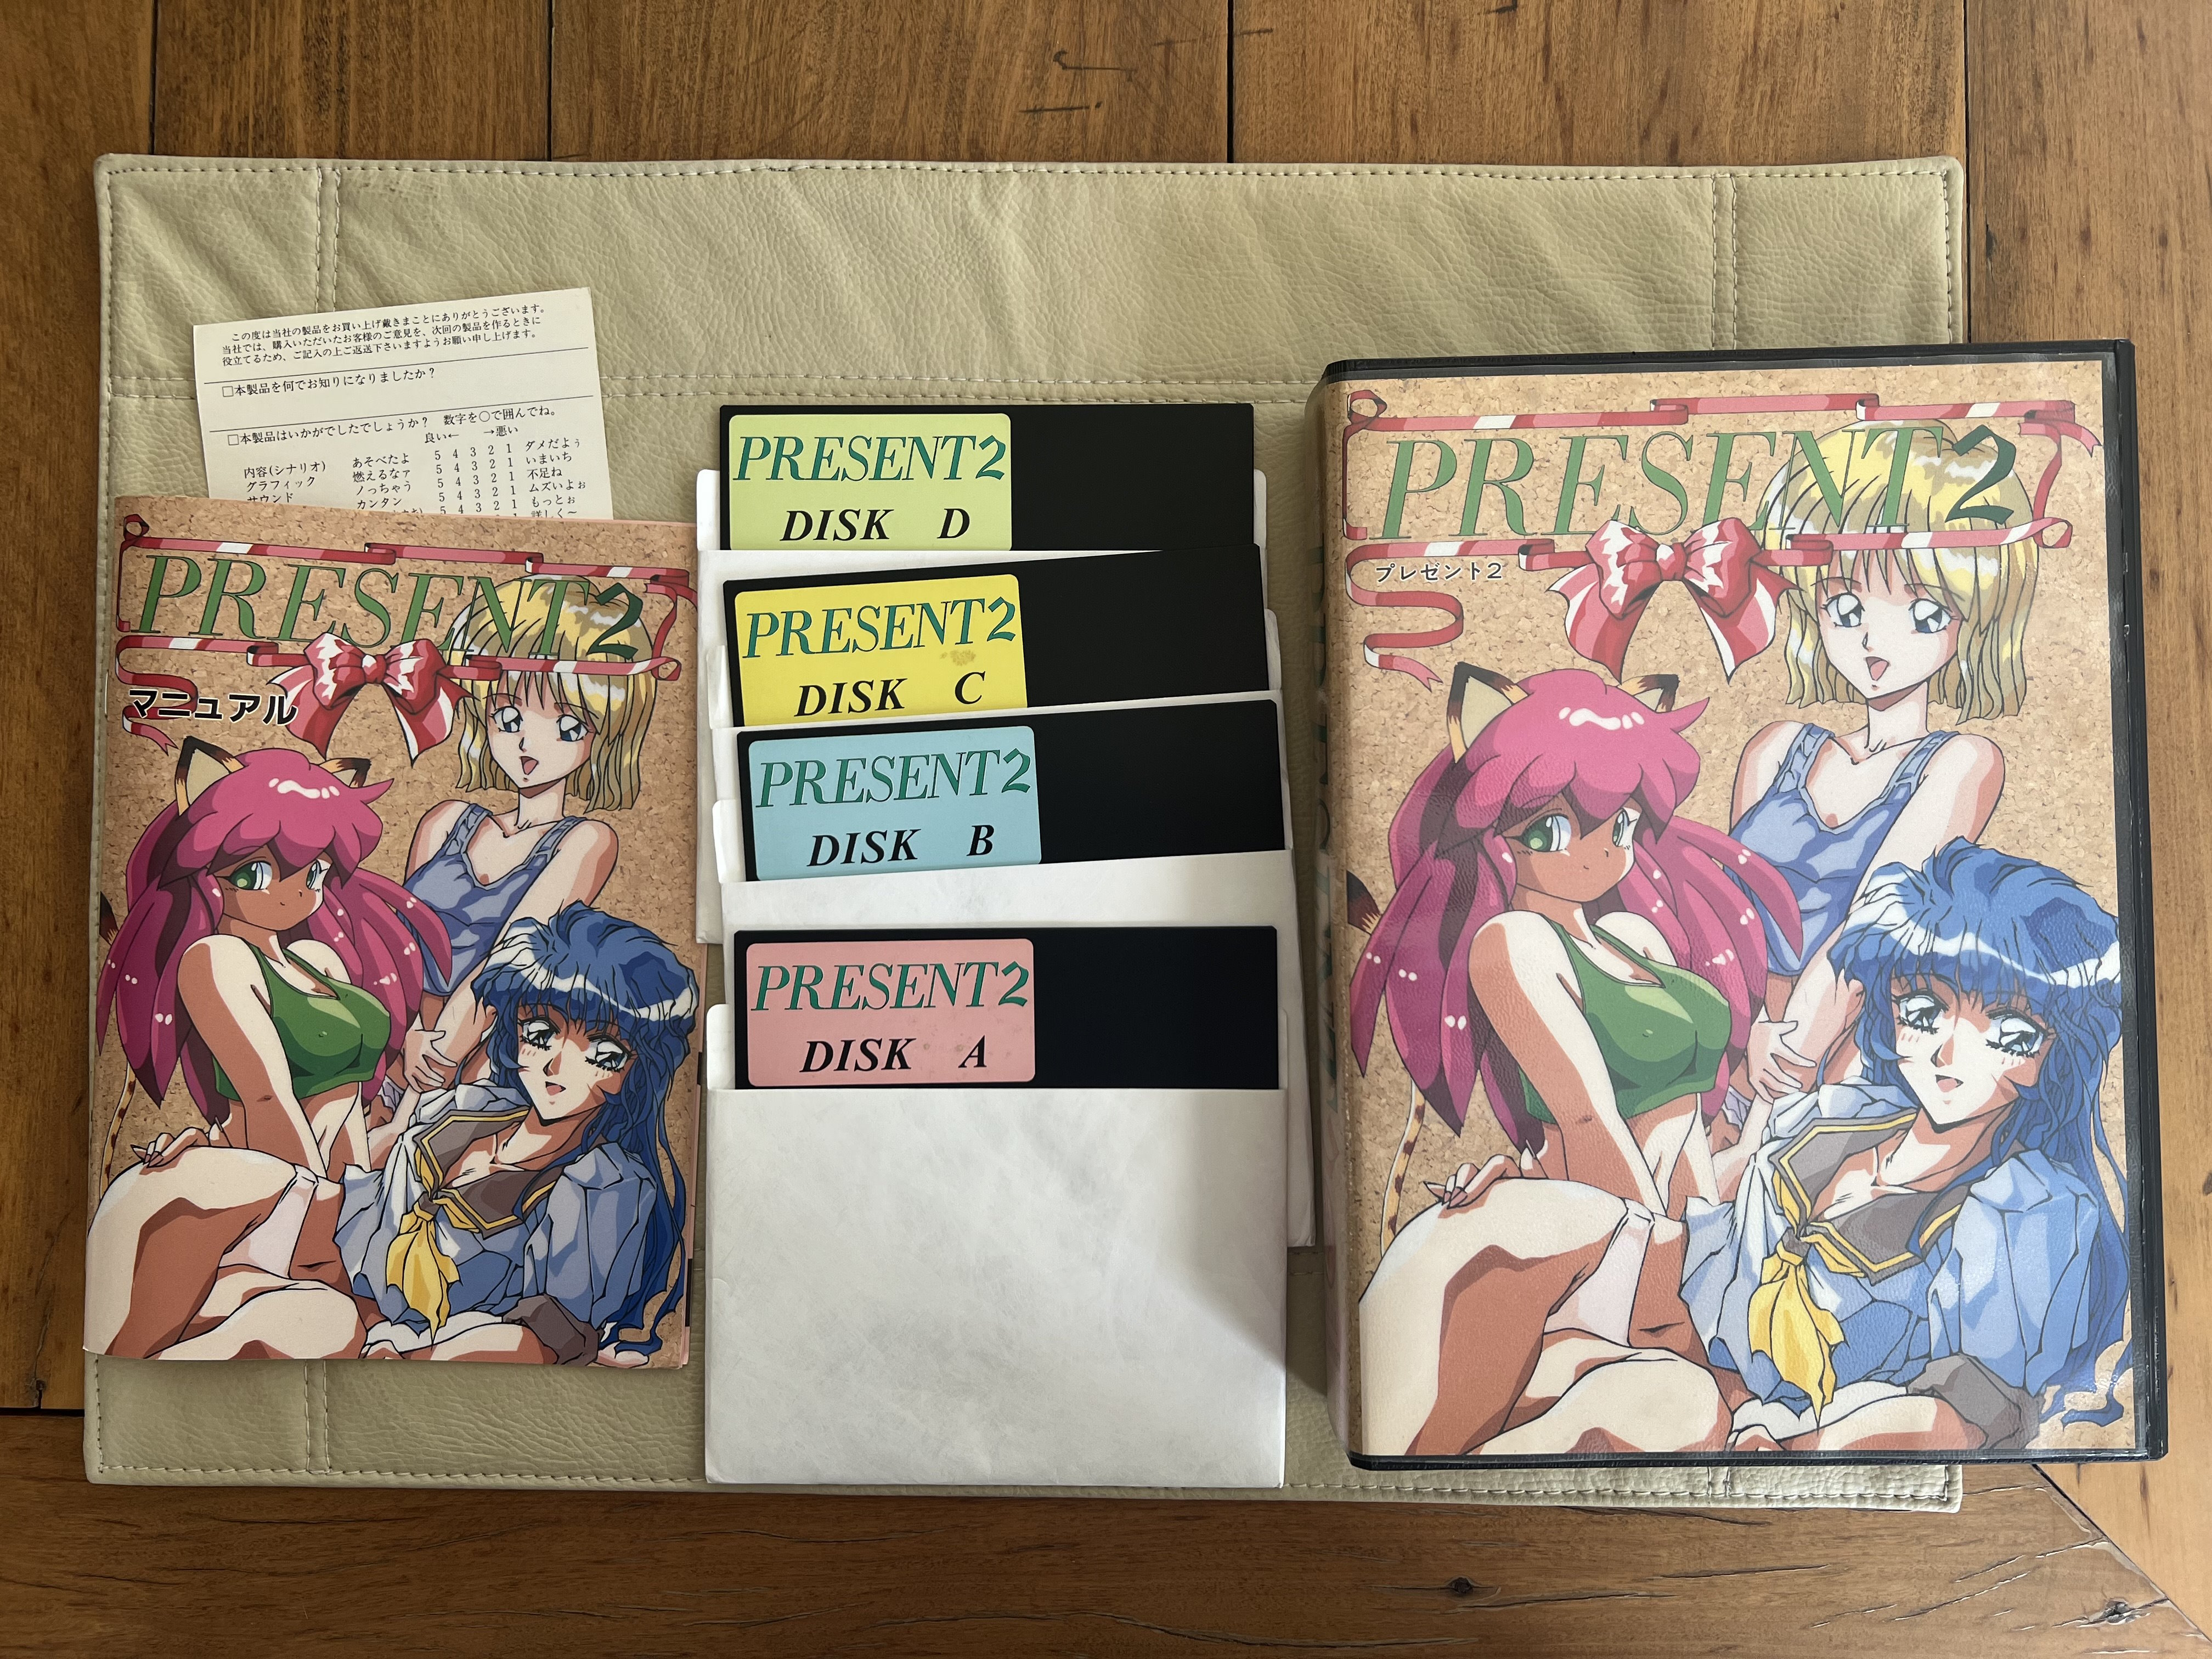 この度は当社の製品をお買い上げ戴きまことにありがとうございます。
当社では、購入いただいたお客様のご意見を、次回の製品を作るときに
役立てるため、ご記入の上ご返送下さいますようお願い申し上げます。
□本製品を何でお知りになりましたか？
□本製品はいかがでしたでしょうか？ 数字を○で囲んでね。
良い← →悪い
内容(シナリオ) あそべたよ 5 4 3 2 1 ダメだよぅ
グラフィック 燃えるなァ 5 4 3 2 1 いまいち
サウンド ノっちゃう 5 4 3 2 1 不足ね
カンタン 5 4 3 2 1 ムズいよぉ
5 4 3 2 1 もっとぉ
詳しく〜
PRESENT2
マニュアル
PRESENT2
DISK D
PRESENT2
DISK C
PRESENT2
DISK B
PRESENT2
DISK A
PRESENT2
プレゼント2